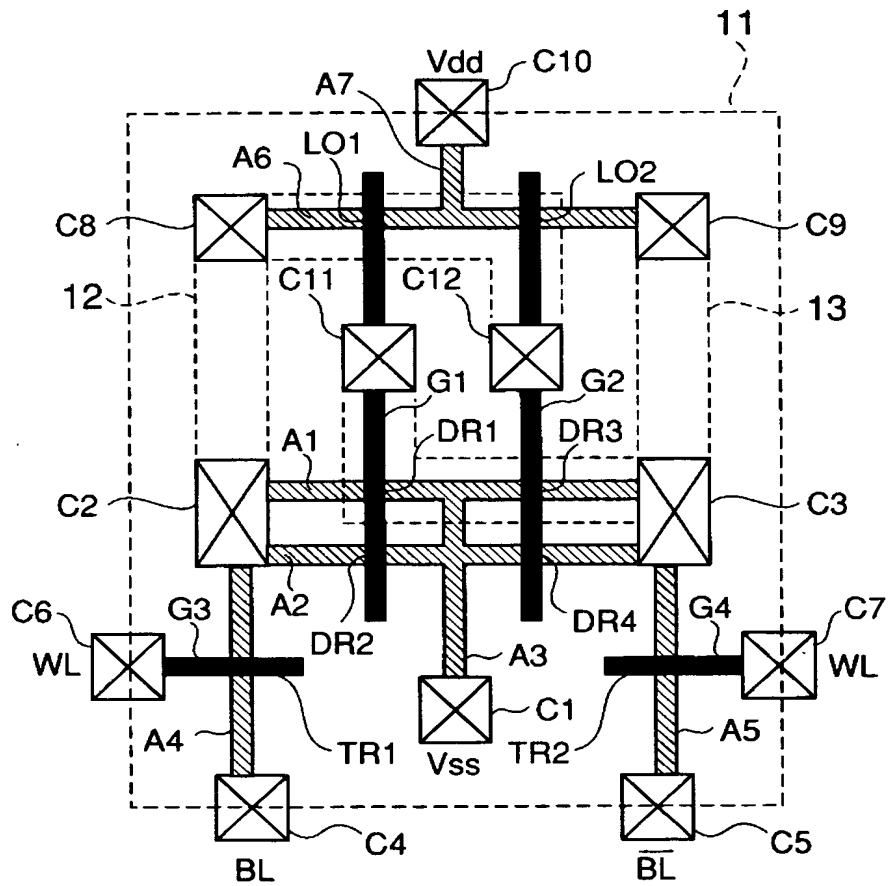 11
Vdd
C10
A7
LO1
A6
LO2
C8
C9
12
C11
C12
13
G1
G2
A1
DR1
DR3
C2
C3
A2
C6
G3
DR2
DR4
G4
C7
WL
A3
WL
A4
TR1
C1
TR2
A5
Vss
C4
C5
BL
B̅L̅